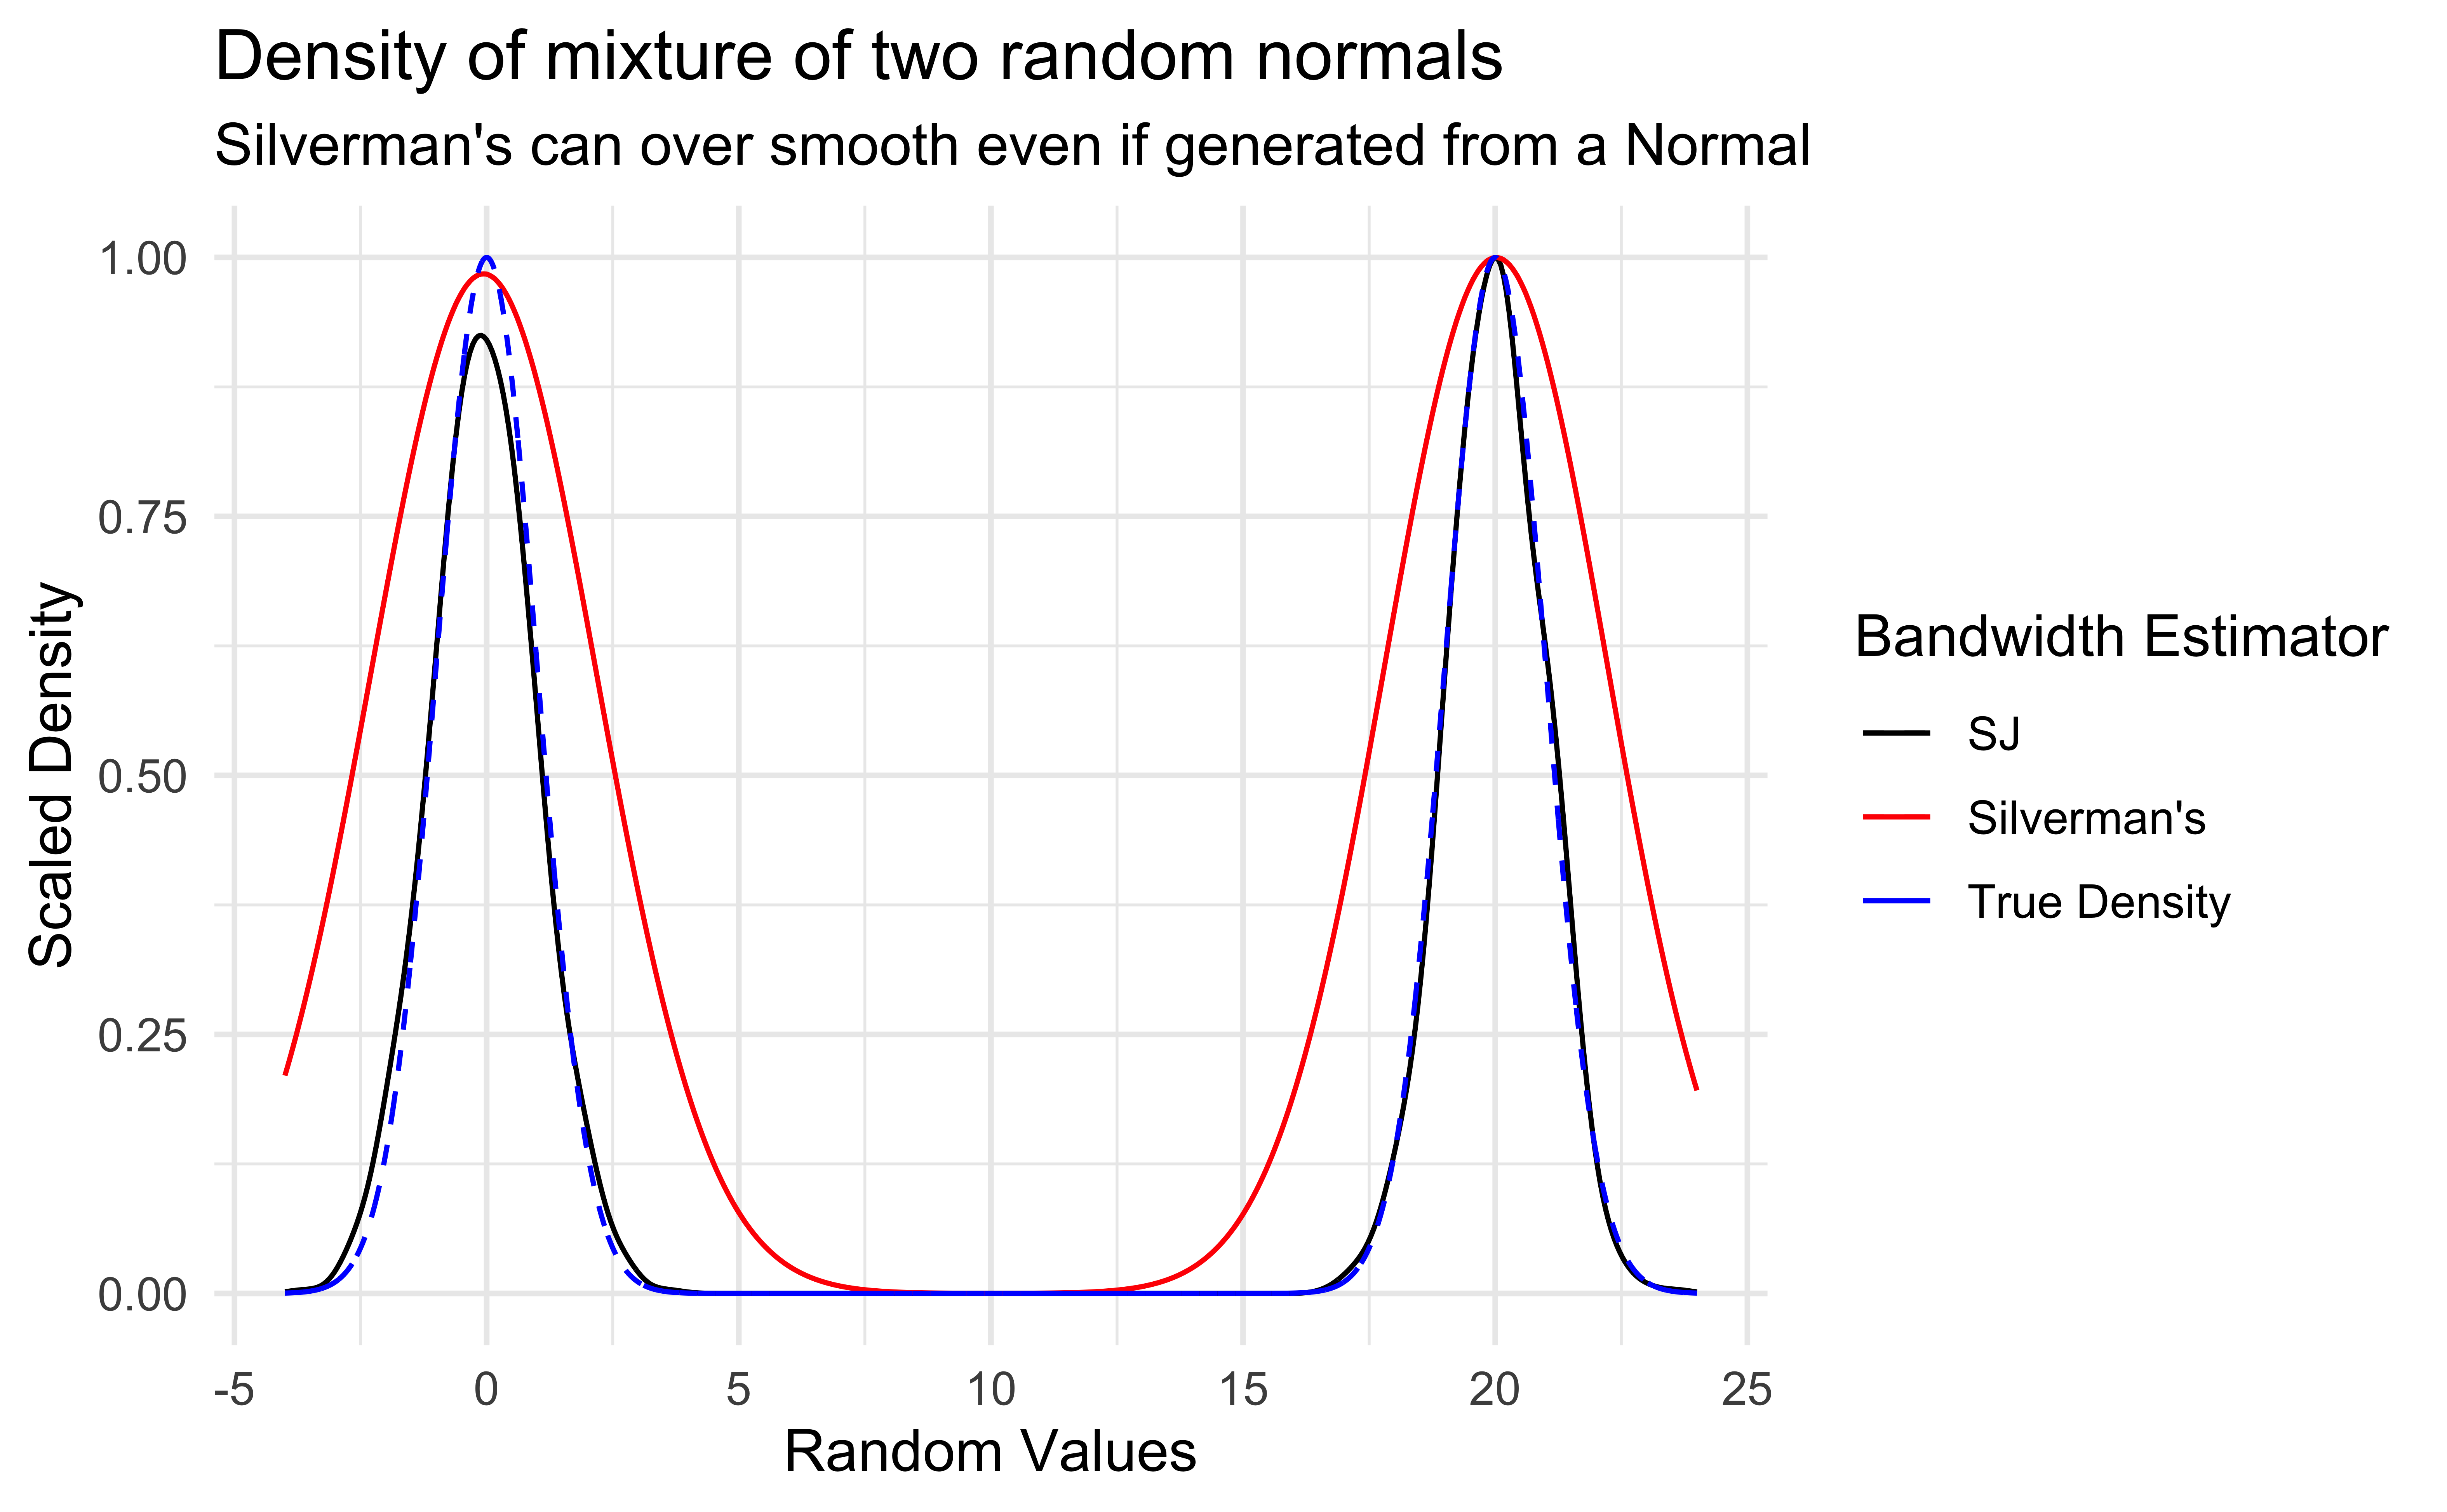 Density of mixture of two random normals
Silverman's can over smooth even if generated from a Normal
Scaled Density
1.00
0.75
0.50
0.25
0.00
-5 0 5 10 15 20 25
Random Values
Bandwidth Estimator
SJ
Silverman's
True Density